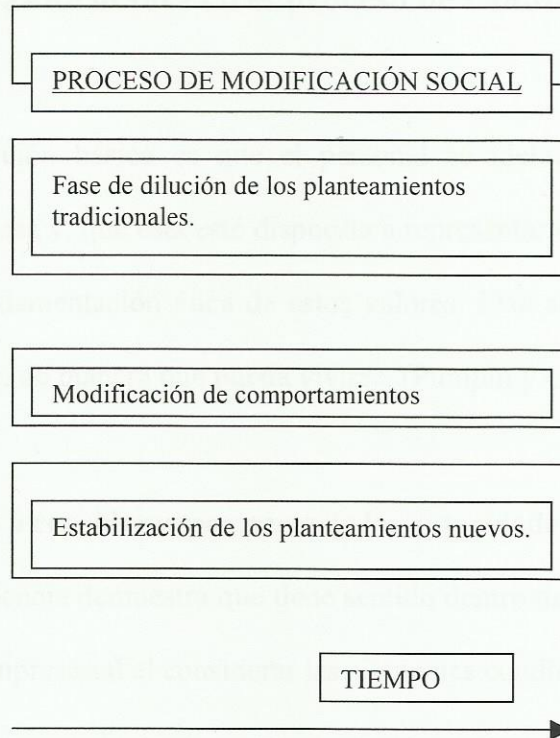 PROCESO DE MODIFICACIÓN SOCIAL
Fase de dilución de los planteamientos
tradicionales.
Modificación de comportamientos
Estabilización de los planteamientos nuevos.
TIEMPO